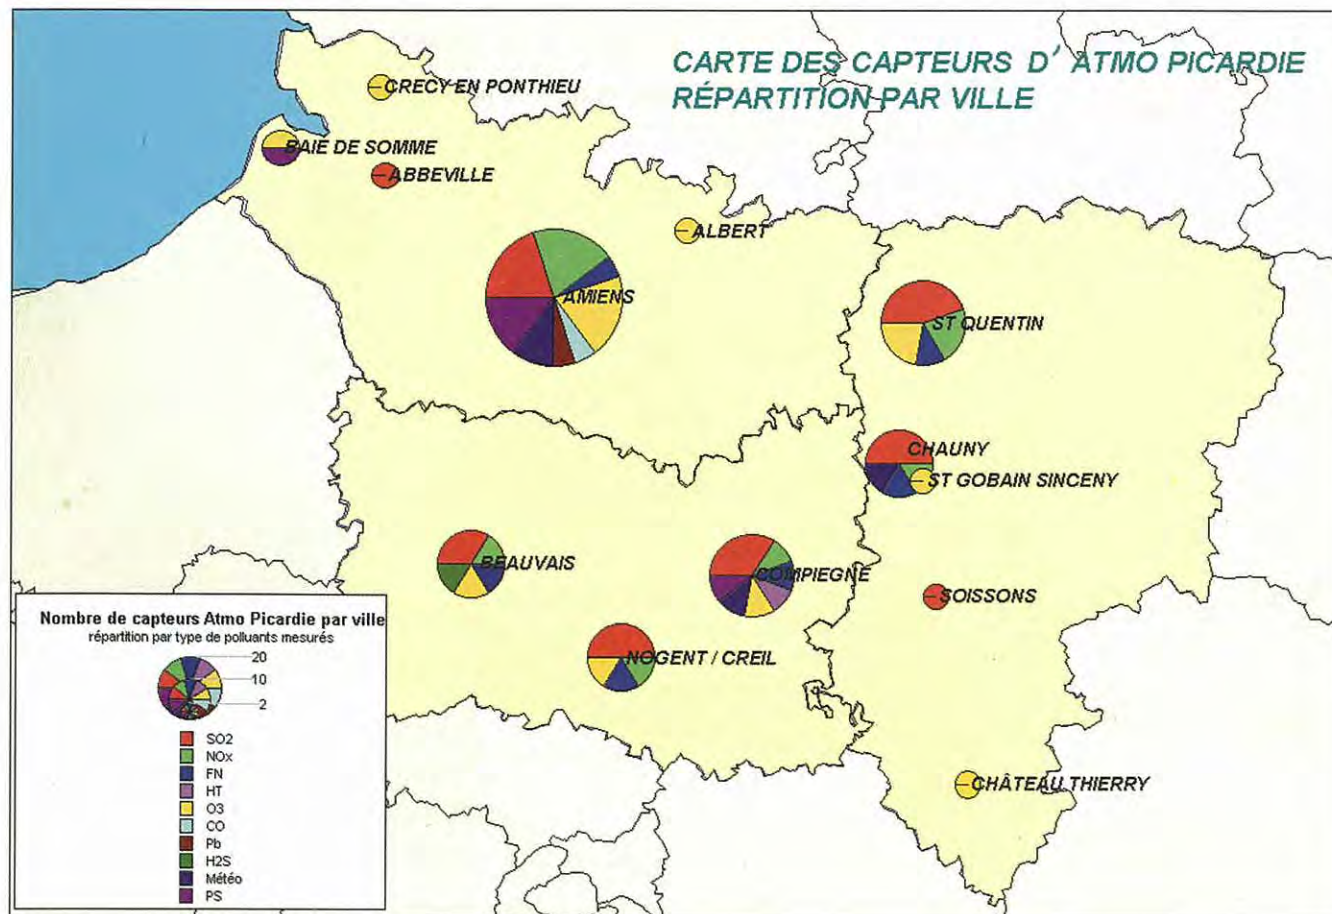 CARTE DES CAPTEURS D' ATMO PICARDIE
RÉPARTITION PAR VILLE
CRECY EN PONTHIEU
BAIE DE SOMME
ABBEVILLE
ALBERT
AMIENS
ST QUENTIN
CHAUNY
ST GOBAIN SINCENY
BEAUVAIS
COMPIEGNE
SOISSONS
NOGENT / CREIL
CHÂTEAU THIERRY
Nombre de capteurs Atmo Picardie par ville
répartition par type de polluants mesurés
20
10
2
SO2
NOx
FN
HT
O3
CO
Pb
H2S
Météo
PS